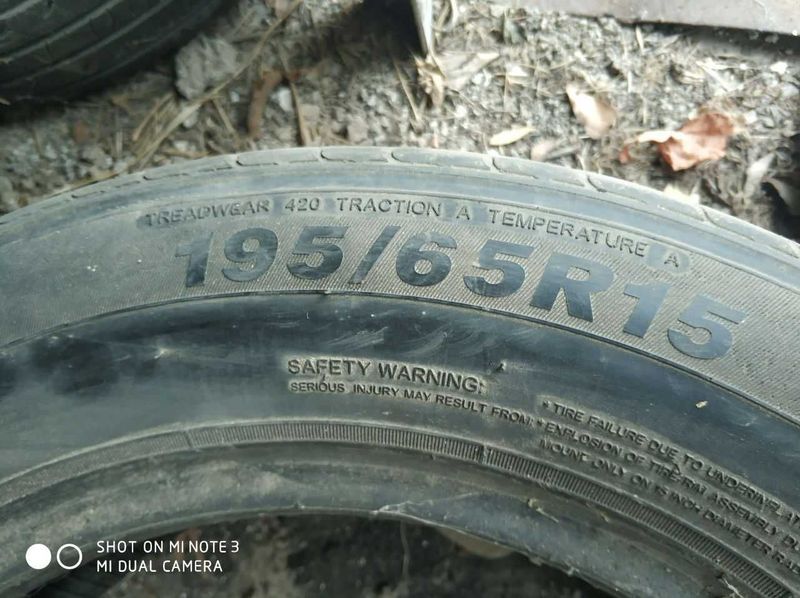 TREADWEAR 420 TRACTION A TEMPERATURE A
195/65R15
SAFETY WARNING:
SERIOUS INJURY MAY RESULT FROM:
* TIRE FAILURE DUE TO UNDERINFLAT
* EXPLOSION OF TIRE/RIM ASSEMBLY DU
MOUNT ONLY ON 15 INCH DIAMETER
SHOT ON MI NOTE 3
MI DUAL CAMERA